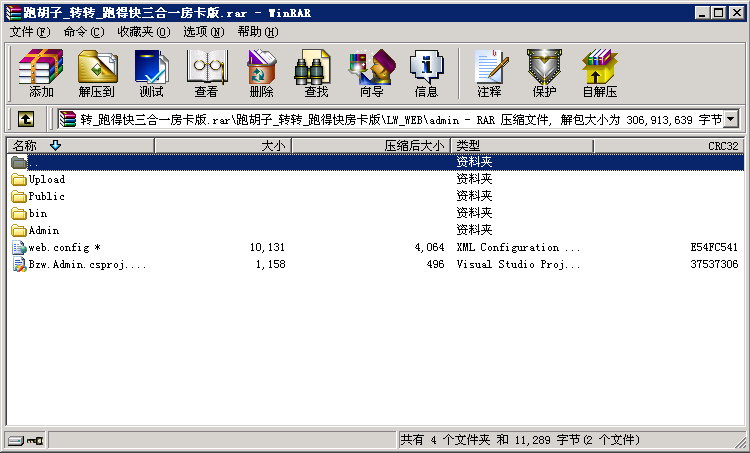 跑胡子_转转_跑得快三合一房卡版.rar - WinRAR
文件(F) 命令(C) 收藏夹(O) 选项(N) 帮助(H)
添加 解压到 测试 查看 删除 查找 向导 信息 注释 保护 自解压
转_跑得快三合一房卡版.rar\跑胡子_转转_跑得快房卡版\LW_WEB\admin - RAR 压缩文件, 解包大小为 306,913,639 字节
名称 大小 压缩后大小 类型 CRC32
.. 资料夹
Upload 资料夹
Public 资料夹
bin 资料夹
Admin 资料夹
web.config * 10,131 4,064 XML Configuration ... E54FC541
Bzw.Admin.csproj.... 1,158 496 Visual Studio Proj... 37537306
共有 4 个文件夹 和 11,289 字节(2 个文件)